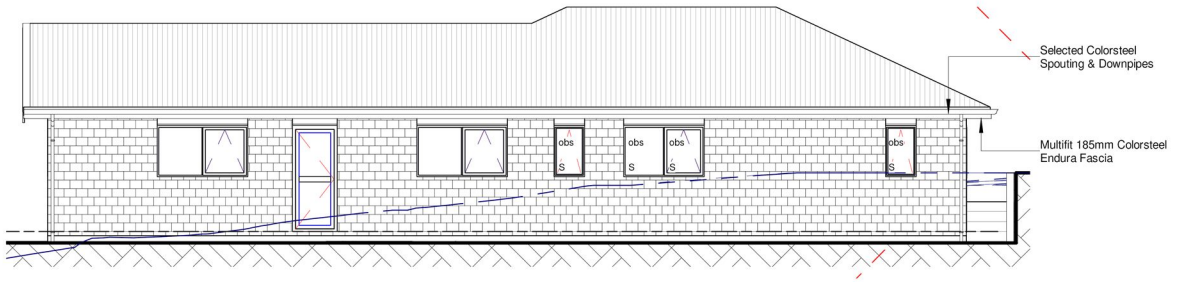 Selected Colorsteel
Spouting & Downpipes
obs
obs
obs
obs
S
S
S
S
Multifit 185mm Colorsteel
Endura Fascia